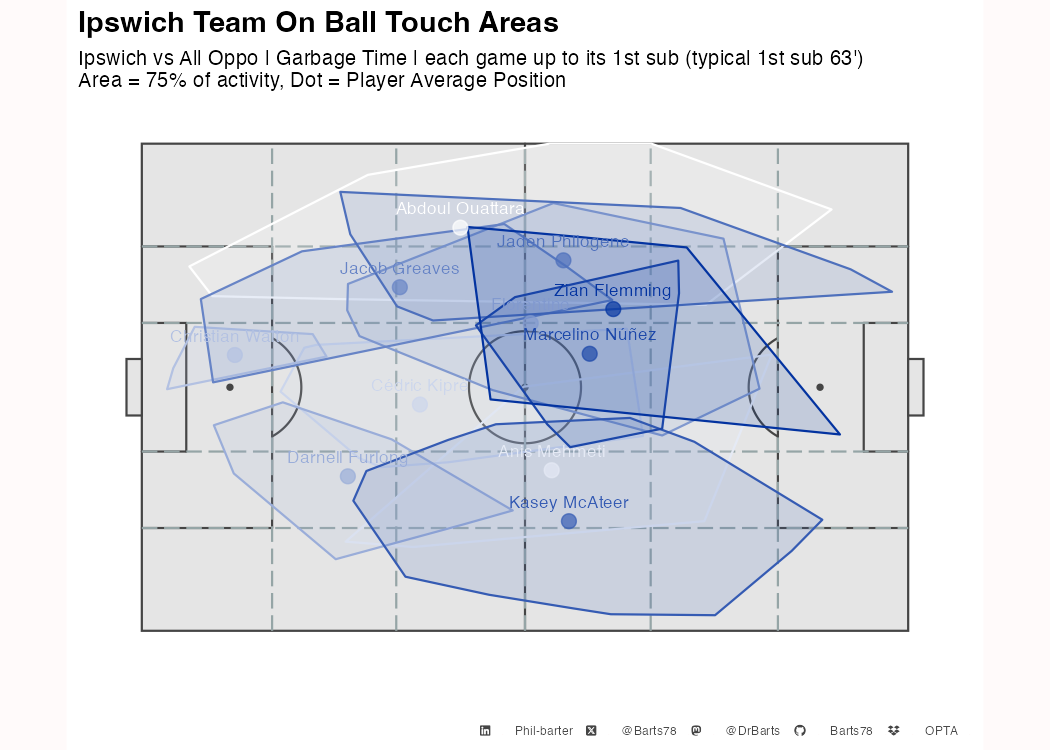 Ipswich Team On Ball Touch Areas
Ipswich vs All Oppo | Garbage Time | each game up to its 1st sub (typical 1st sub 63')
Area = 75% of activity, Dot = Player Average Position
Abdoul Ouattara
Jaden Philogene
Jacob Greaves
Zian Flemming
Marcelino Núñez
Christian Walton
Cédric Kipré
Anis Mehmeti
Darnell Furlong
Kasey McAteer
Phil-barter @Barts78 @DrBarts Barts78 OPTA